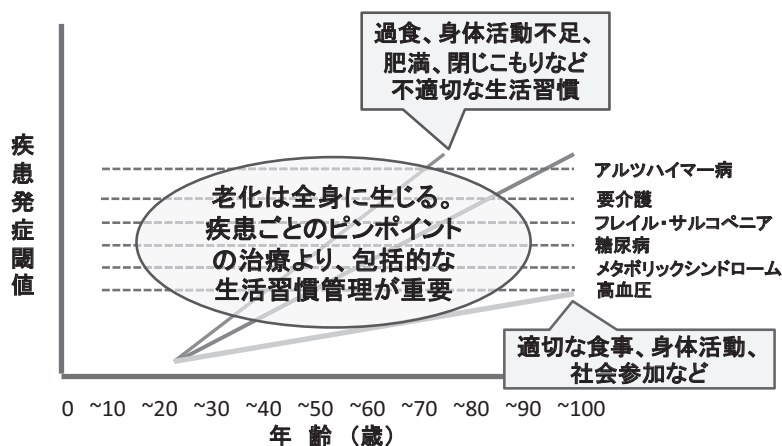 過食、身体活動不足、
肥満、閉じこもりなど
不適切な生活習慣
疾患発症閾値
老化は全身に生じる。
疾患ごとのピンポイント
の治療より、包括的な
生活習慣管理が重要
アルツハイマー病
要介護
フレイル・サルコペニア
糖尿病
メタボリックシンドローム
高血圧
適切な食事、身体活動、
社会参加など
0 ~10 ~20 ~30 ~40 ~50 ~60 ~70 ~80 ~90 ~100
年 齢 (歳)